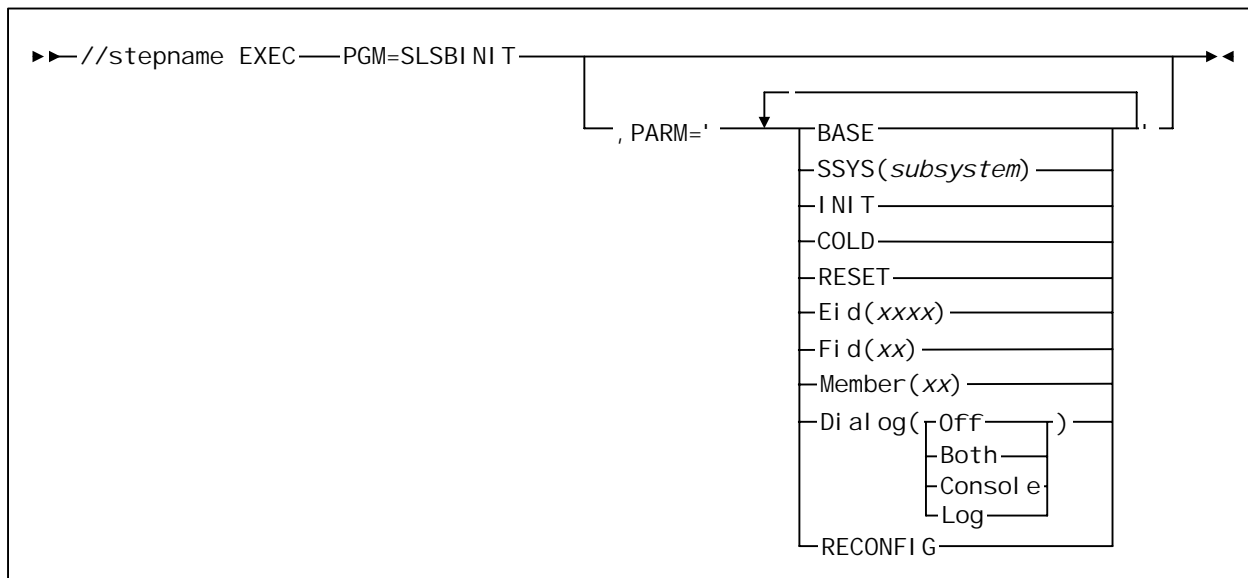 //stepname EXEC PGM=SLSBINIT
,PARM=' BASE '
SSYS(subsystem)
INIT
COLD
RESET
Eid(xxxx)
Fid(xx)
Member(xx)
Dialog( Off )
Both
Console
Log
RECONFIG